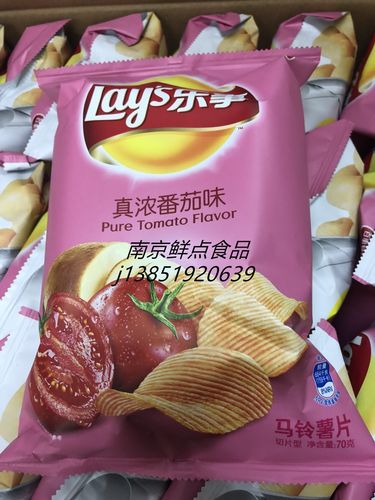 Lay's乐事
TM
真浓番茄味
Pure Tomato Flavor
南京鲜点食品
j13851920639
马铃薯片
切片型 净含量:70克